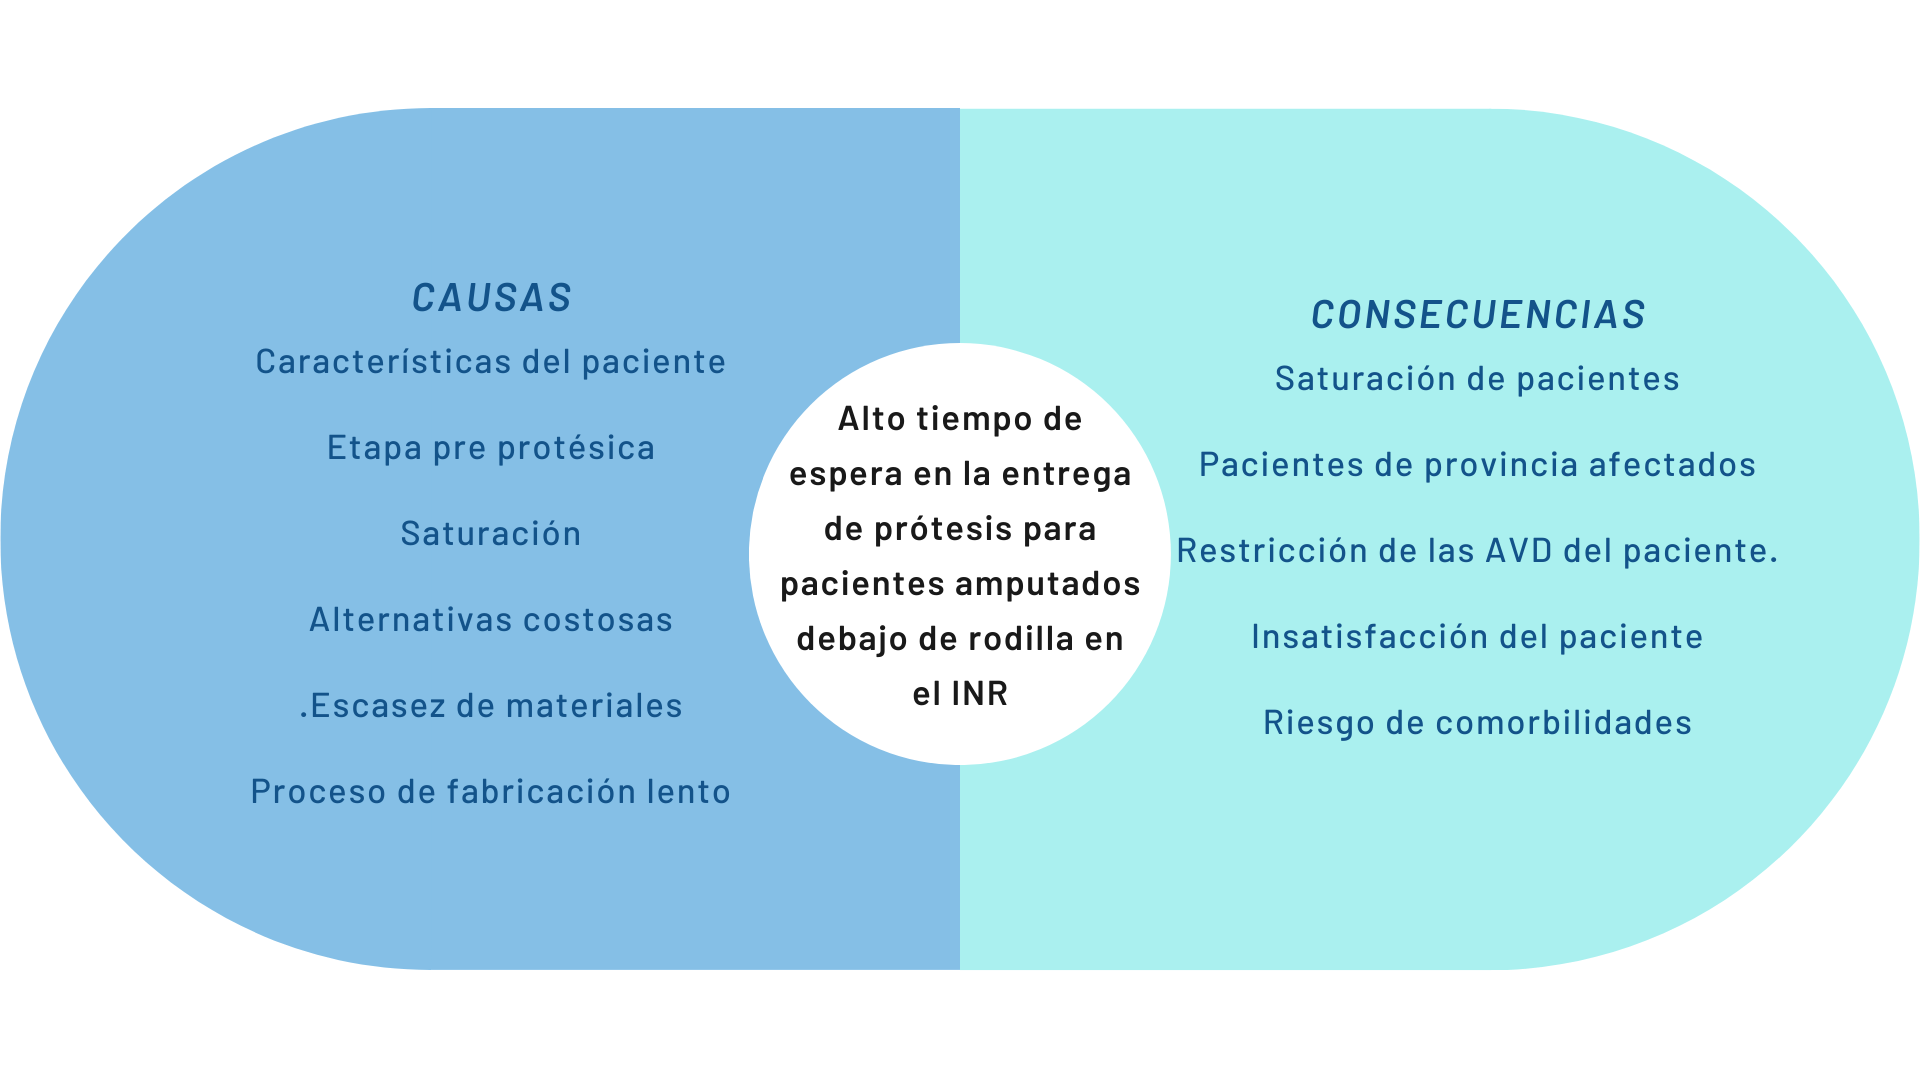 CAUSAS
Características del paciente
Etapa pre protésica
Saturación
Alternativas costosas
.Escasez de materiales
Proceso de fabricación lento
Alto tiempo de
espera en la entrega
de prótesis para
pacientes amputados
debajo de rodilla en
el INR
CONSECUENCIAS
Saturación de pacientes
Pacientes de provincia afectados
Restricción de las AVD del paciente.
Insatisfacción del paciente
Riesgo de comorbilidades